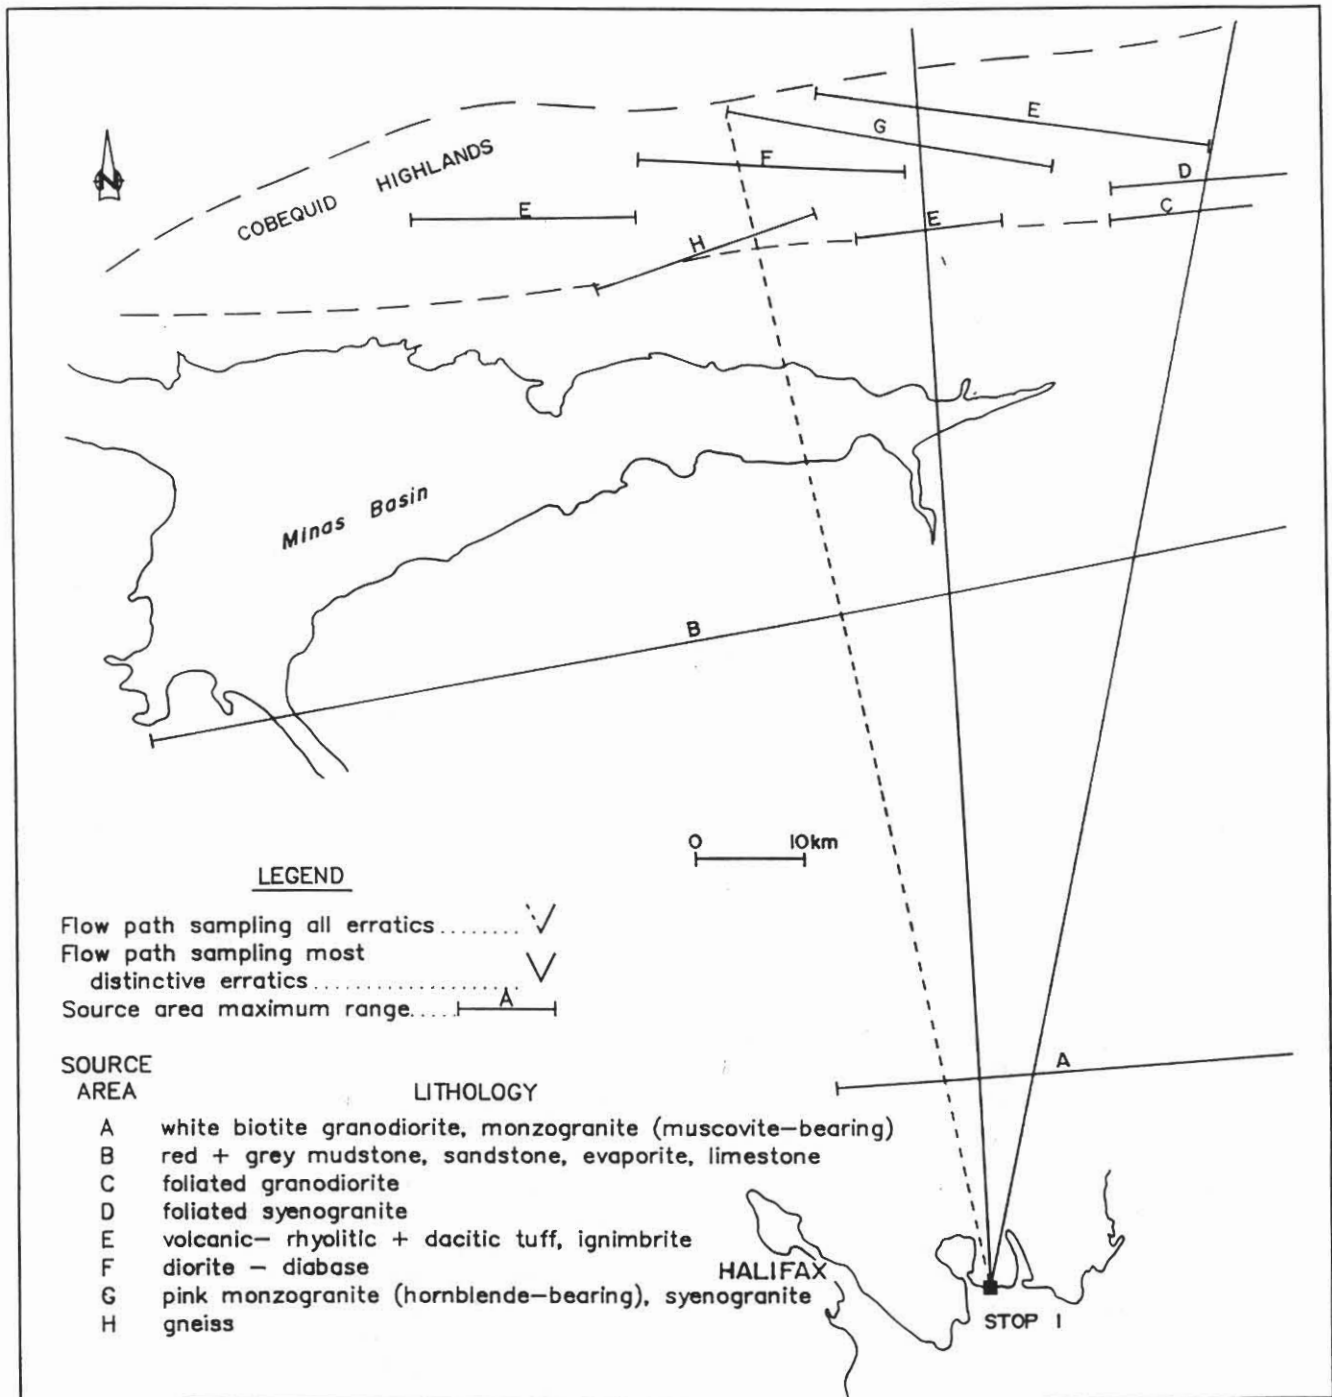 E
G
F
D
N
COBEQUID HIGHLANDS
E
E
C
H
Minas Basin
B
0 10km
LEGEND
Flow path sampling all erratics........
Flow path sampling most
distinctive erratics....................
Source area maximum range.....
A
SOURCE
AREA LITHOLOGY
A
A white biotite granodiorite, monzogranite (muscovite–bearing)
B red + grey mudstone, sandstone, evaporite, limestone
C foliated granodiorite
D foliated syenogranite
E volcanic– rhyolitic + dacitic tuff, ignimbrite
F diorite – diabase
G pink monzogranite (hornblende–bearing), syenogranite
H gneiss
HALIFAX
STOP 1